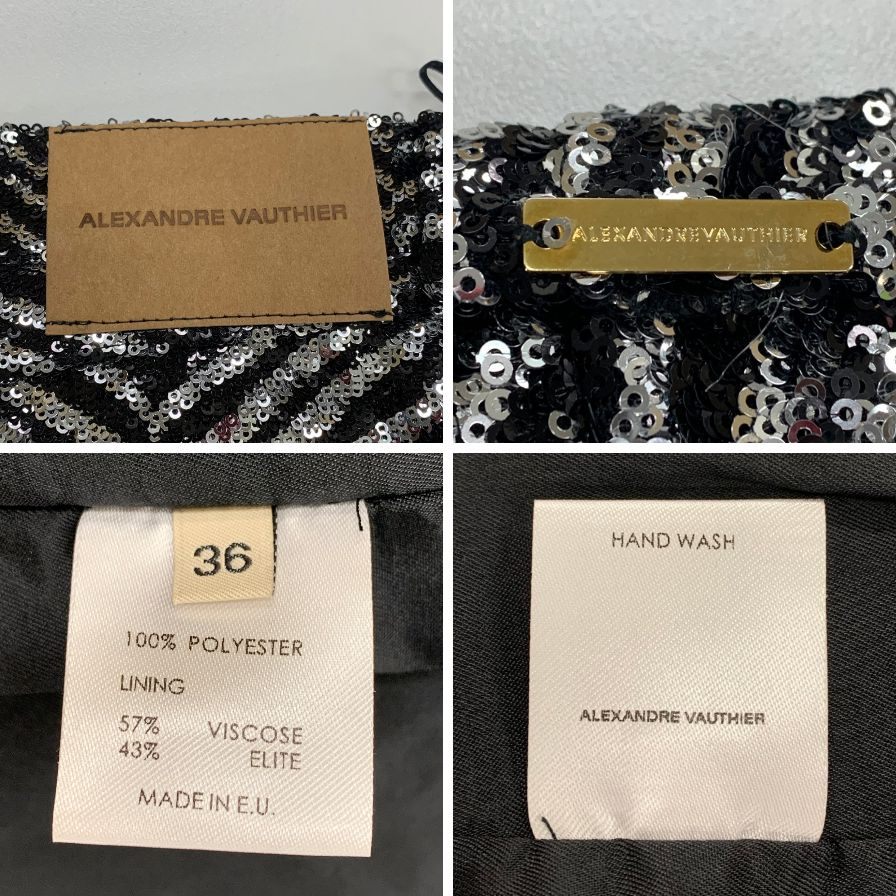 ALEXANDRE VAUTHIER
ALEXANDREVAUTHIER
36
100% POLYESTER
LINING
57% VISCOSE
43% ELITE
MADE IN E.U.
HAND WASH
ALEXANDRE VAUTHIER